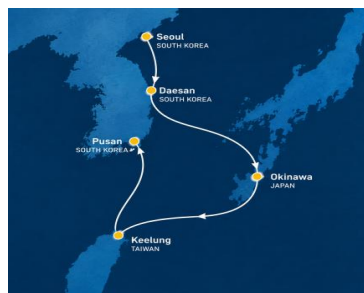 Seoul
SOUTH KOREA
Daesan
SOUTH KOREA
Pusan
SOUTH KOREA
Okinawa
JAPAN
Keelung
TAIWAN